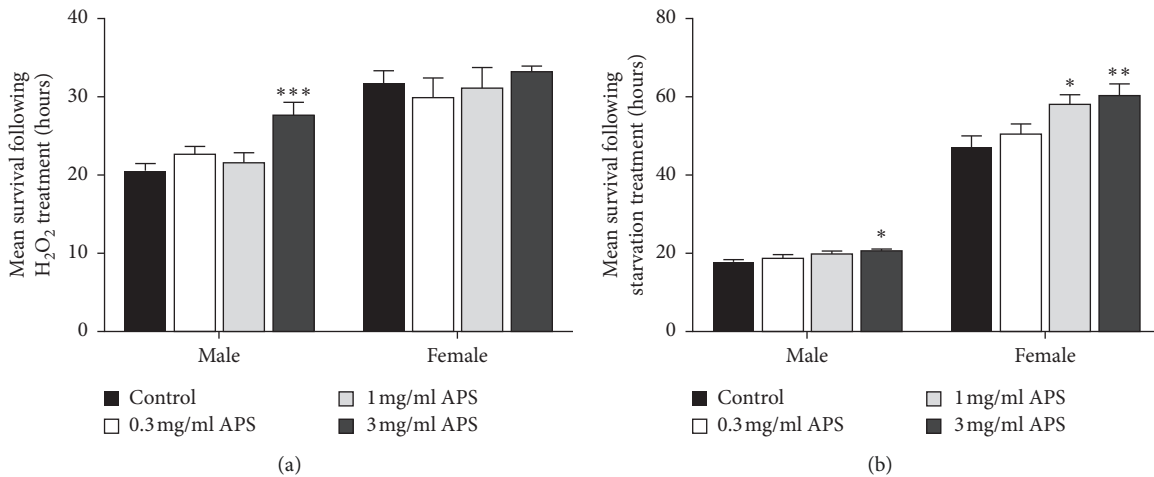 Mean survival following
H₂O₂ treatment (hours)
40
30
20
10
0
***
Male
Female
Control
0.3 mg/ml APS
1 mg/ml APS
3 mg/ml APS
(a)
Mean survival following
starvation treatment (hours)
80
60
40
20
0
*
*
**
Male
Female
Control
0.3 mg/ml APS
1 mg/ml APS
3 mg/ml APS
(b)